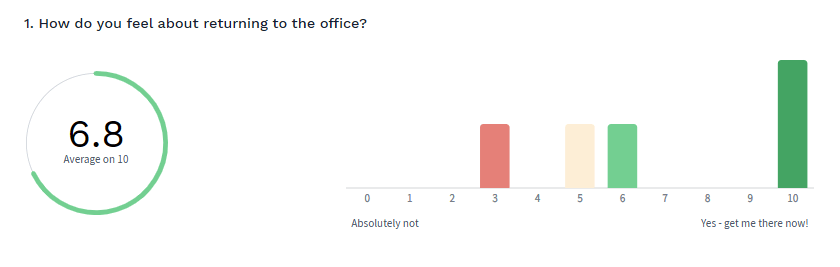 1. How do you feel about returning to the office?
6.8
Average on 10
0 1 2 3 4 5 6 7 8 9 10
Absolutely not Yes - get me there now!